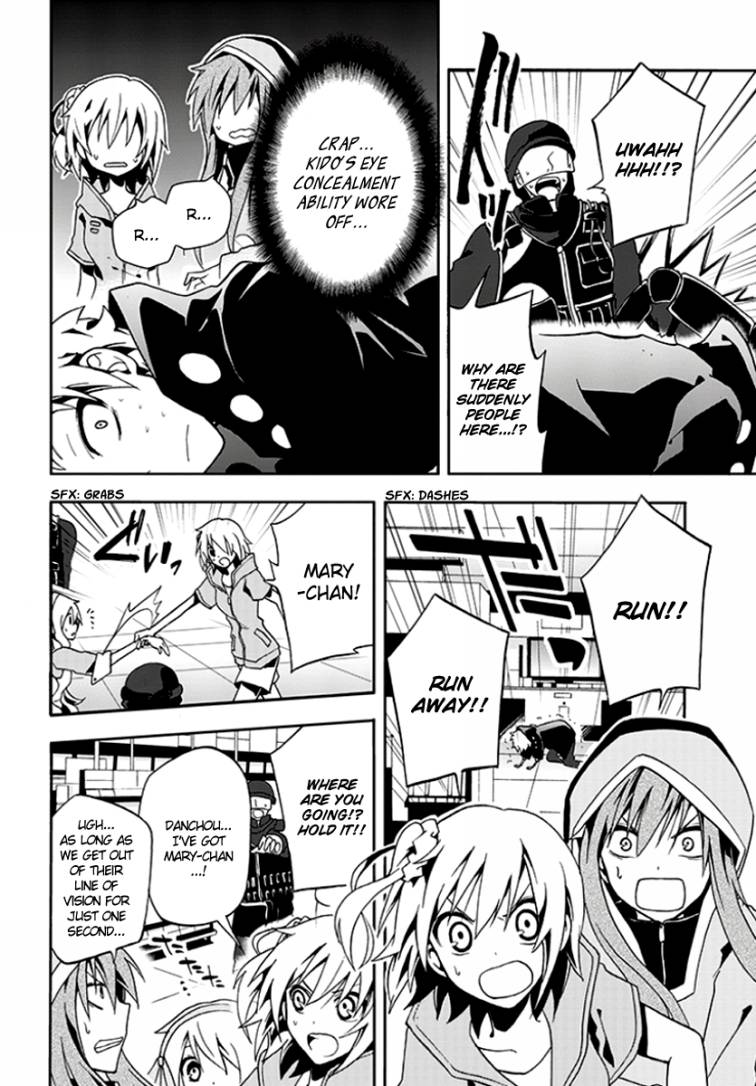 UWAHH
HHH!!?
WHY ARE
THERE
SUDDENLY
PEOPLE
HERE...!?
CRAP...
KIDO'S EYE
CONCEALMENT
ABILITY WORE
OFF...
R...
R...
SFX: DASHES
RUN!!
RUN
AWAY!!
SFX: GRABS
MARY
-CHAN!
WHERE
ARE YOU
GOING!?
HOLD IT!!
DANCHOU...
I'VE GOT
MARY-CHAN
...!
UGH...
AS LONG AS
WE GET OUT
OF THEIR
LINE OF
VISION FOR
JUST ONE
SECOND...